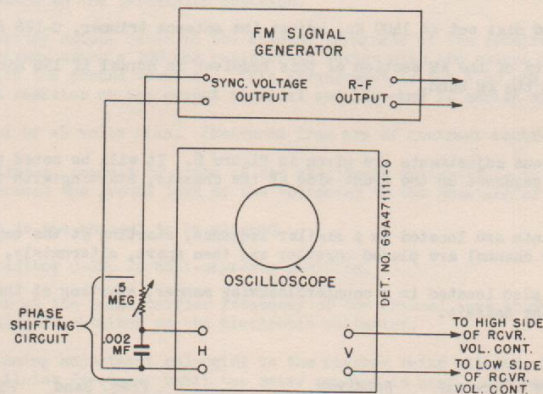 FM SIGNAL
GENERATOR
SYNC. VOLTAGE
OUTPUT
R-F
OUTPUT
DET. NO. 69A471111-O
OSCILLOSCOPE
.5
MEG
PHASE
SHIFTING
CIRCUIT
.002
MF
H
V
TO HIGH SIDE
OF RCVR.
VOL. CONT.
TO LOW SIDE
OF RCVR.
VOL. CONT.